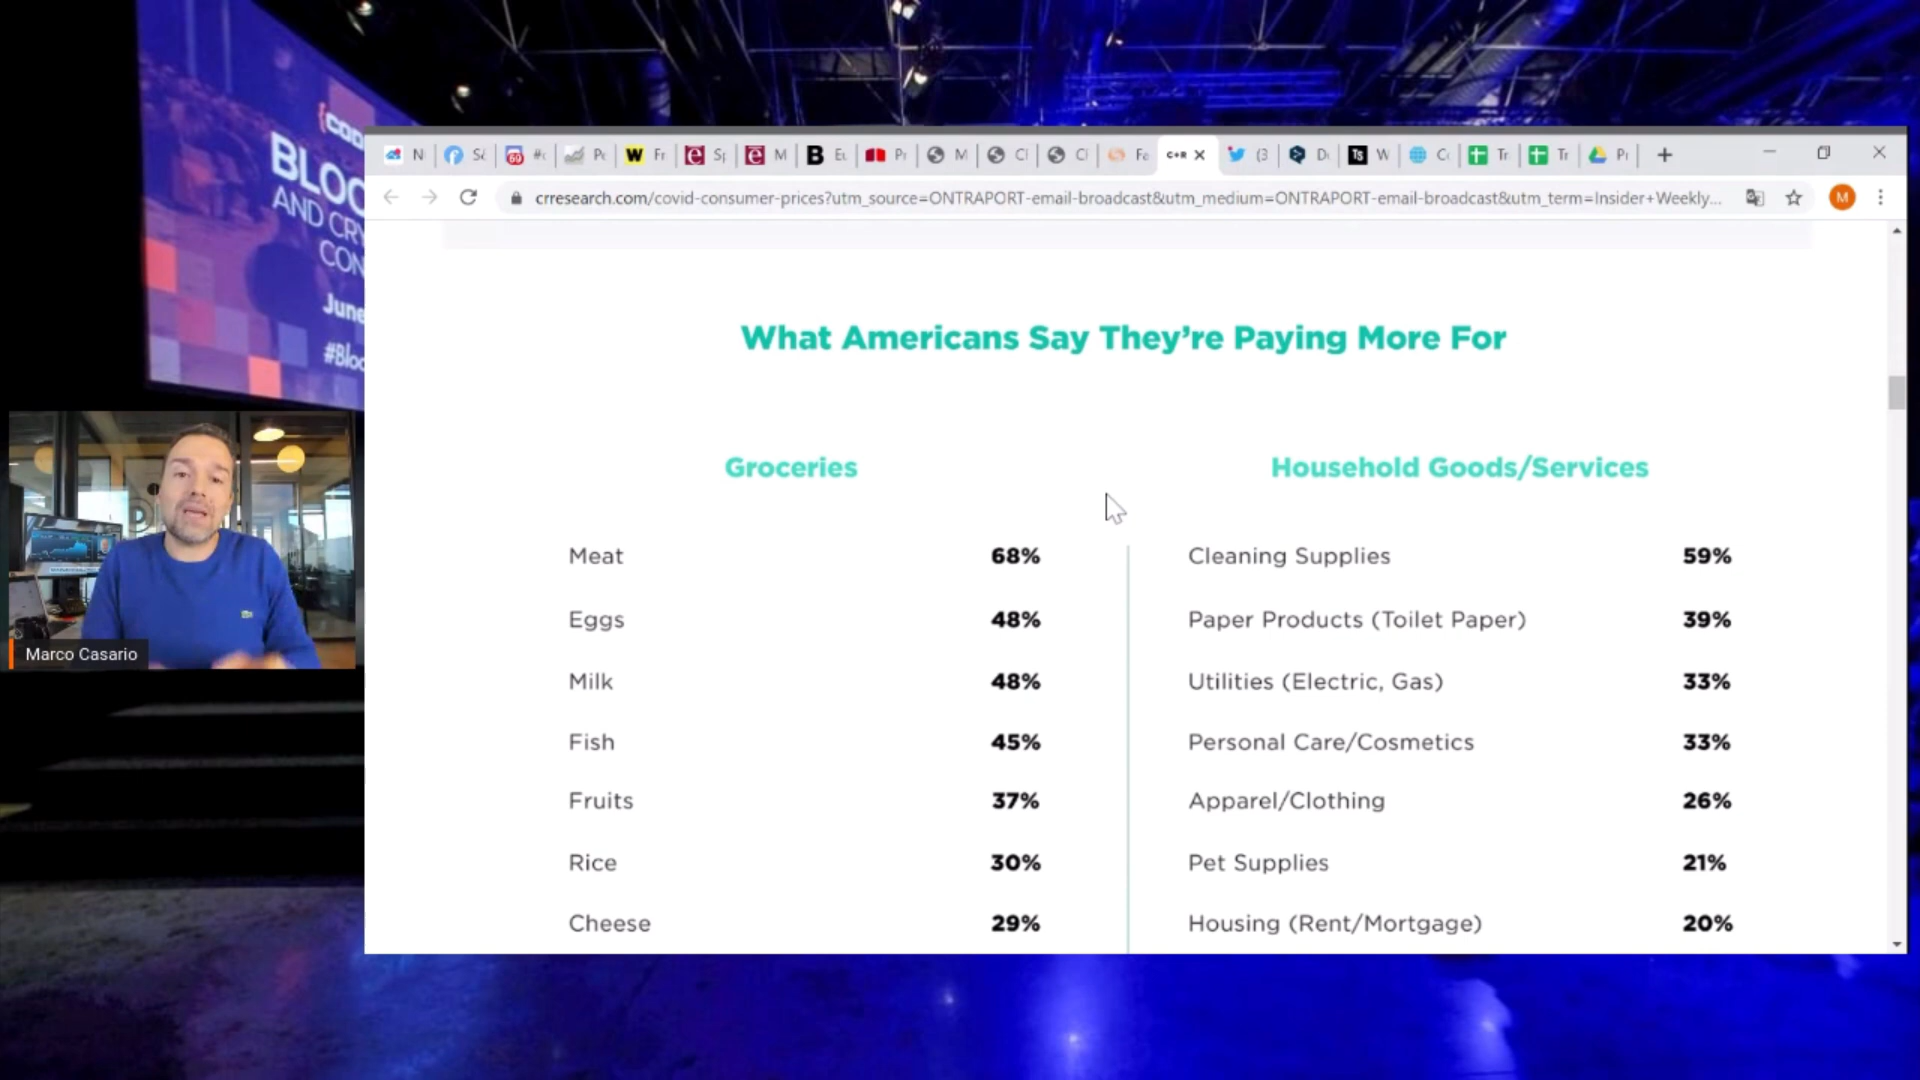 BLOC
AND CRY
CON
June
#Bloc
Marco Casario
crresearch.com/covid-consumer-prices?utm_source=ONTRAPORT-email-broadcast&utm_medium=ONTRAPORT-email-broadcast&utm_term=Insider+Weekly...
What Americans Say They're Paying More For
Groceries
Meat 68%
Eggs 48%
Milk 48%
Fish 45%
Fruits 37%
Rice 30%
Cheese 29%
Household Goods/Services
Cleaning Supplies 59%
Paper Products (Toilet Paper) 39%
Utilities (Electric, Gas) 33%
Personal Care/Cosmetics 33%
Apparel/Clothing 26%
Pet Supplies 21%
Housing (Rent/Mortgage) 20%